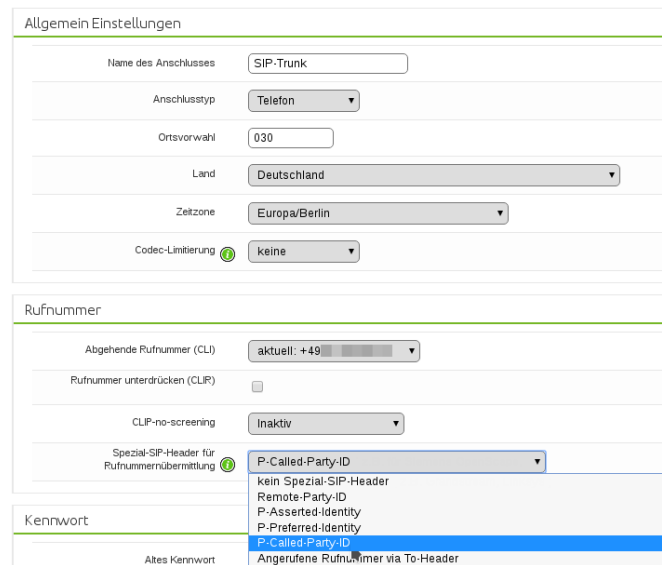 Allgemein Einstellungen
Name des Anschlusses SIP-Trunk
Anschlusstyp Telefon
Ortsvorwahl 030
Land Deutschland
Zeitzone Europa/Berlin
Codec-Limitierung keine
Rufnummer
Abgehende Rufnummer (CLI) aktuell: +49
Rufnummer unterdrücken (CLIR)
CLIP-no-screening Inaktiv
Spezial-SIP-Header für
Rufnummernübermittlung P-Called-Party-ID
kein Spezial-SIP-Header
Remote-Party-ID
P-Asserted-Identity
P-Preferred-Identity
P-Called-Party-ID
Angerufene Rufnummer via To-Header
Kennwort
Altes Kennwort